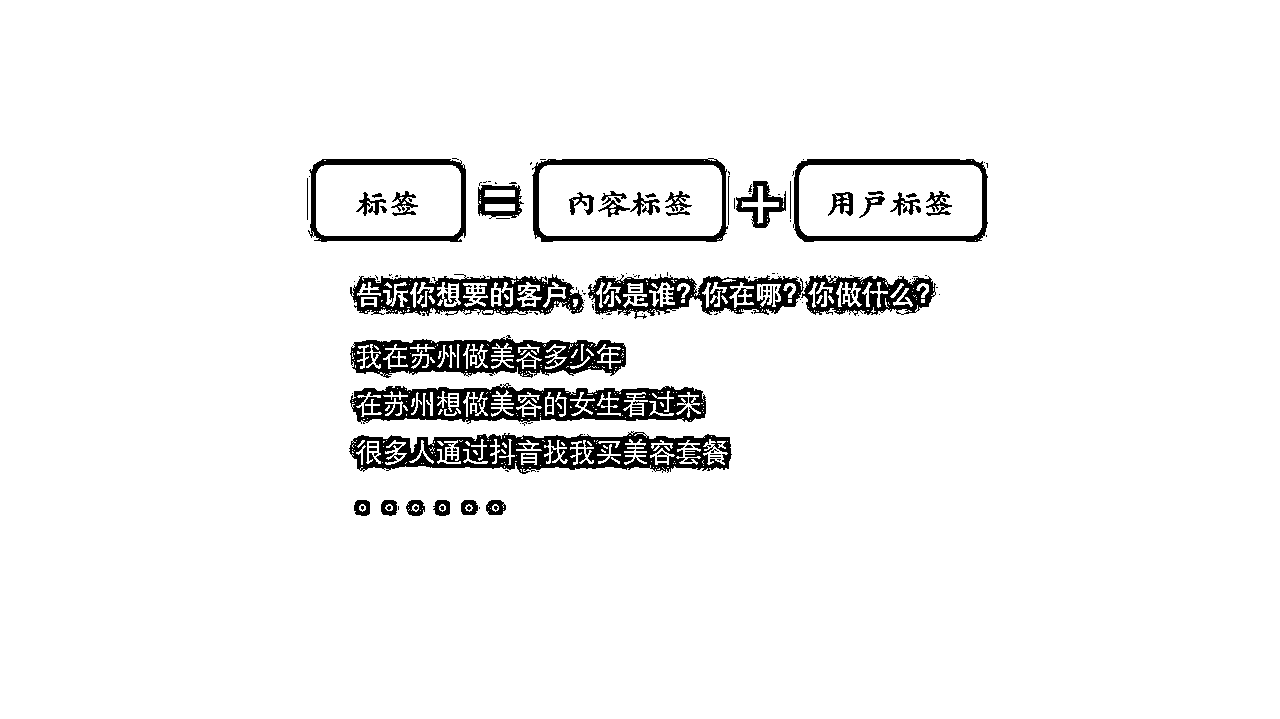 标签 = 内容标签 + 用户标签
告诉你想要的客户，你是谁？你在哪？你做什么？
我在苏州做美容多少年
在苏州想做美容的女生看过来
很多人通过抖音找我买美容套餐
。。。。。。